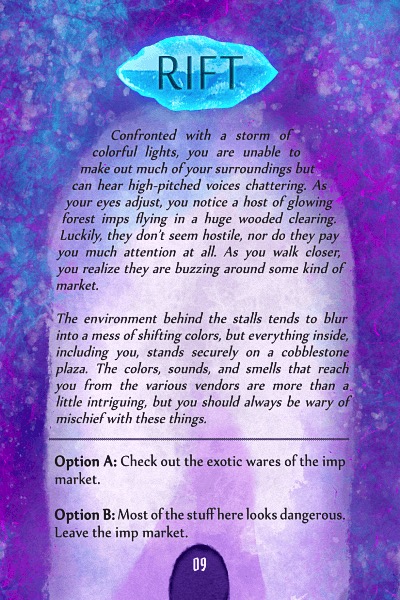 RIFT
Confronted with a storm of
colorful lights, you are unable to
make out much of your surroundings but
can hear high-pitched voices chattering. As
your eyes adjust, you notice a host of glowing
forest imps flying in a huge wooded clearing.
Luckily, they don't seem hostile, nor do they pay
you much attention at all. As you walk closer,
you realize they are buzzing around some kind of
market.
The environment behind the stalls tends to blur
into a mess of shifting colors, but everything inside,
including you, stands securely on a cobblestone
plaza. The colors, sounds, and smells that reach
you from the various vendors are more than a
little intriguing, but you should always be wary of
mischief with these things.
Option A: Check out the exotic wares of the imp
market.
Option B: Most of the stuff here looks dangerous.
Leave the imp market.
09